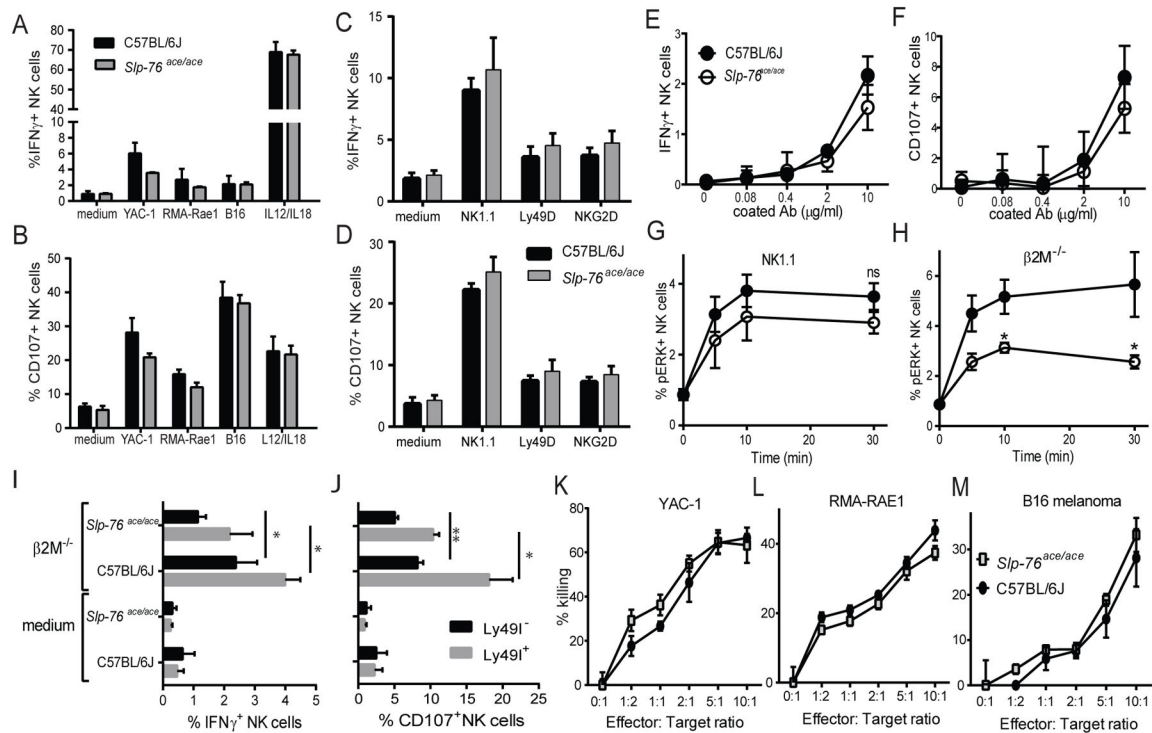 A
%IFNγ+ NK cells
80
70
60
50
40
30
20
10
8
6
4
2
0
C57BL/6J
Slp-76 ace/ace
medium YAC-1 RMA-Rae1 B16 IL12/IL18
B
% CD107+ NK cells
50
40
30
20
10
0
medium YAC-1 RMA-Rae1 B16 L12/IL18
C
%IFNγ+ NK cells
15
10
5
0
medium NK1.1 Ly49D NKG2D
D
% CD107+ NK cells
30
20
10
0
C57BL/6J
Slp-76 ace/ace
medium NK1.1 Ly49D NKG2D
E
IFNγ+ NK cells
3
2
1
0
C57BL/6J
Slp-76 ace/ace
0 0.08 0.4 2 10
coated Ab (μg/ml)
F
CD107+ NK cells
10
8
6
4
2
0
0 0.08 0.4 2 10
coated Ab (μg/ml)
G
NK1.1
% pERK+ NK cells
6
4
2
0
ns
0 10 20 30
Time (min)
H
β2M-/-
% pERK+ NK cells
8
6
4
2
0
* *
0 10 20 30
Time (min)
I
β2M-/-
Slp-76 ace/ace
C57BL/6J
medium
Slp-76 ace/ace
C57BL/6J
*
*
0 1 2 3 4 5
% IFNγ+ NK cells
J
***
*
Ly49I-
Ly49I+
0 5 10 15 20 25
% CD107+NK cells
K
YAC-1
% killing
80
60
40
20
0
0:1 1:2 1:1 2:1 5:1 10:1
Effector: Target ratio
L
RMA-RAE1
60
40
20
0
0:1 1:2 1:1 2:1 5:1 10:1
Effector: Target ratio
M
B16 melanoma
30
20
10
0
Slp-76ace/ace
C57BL/6J
0:1 1:2 1:1 2:1 5:1 10:1
Effector: Target ratio